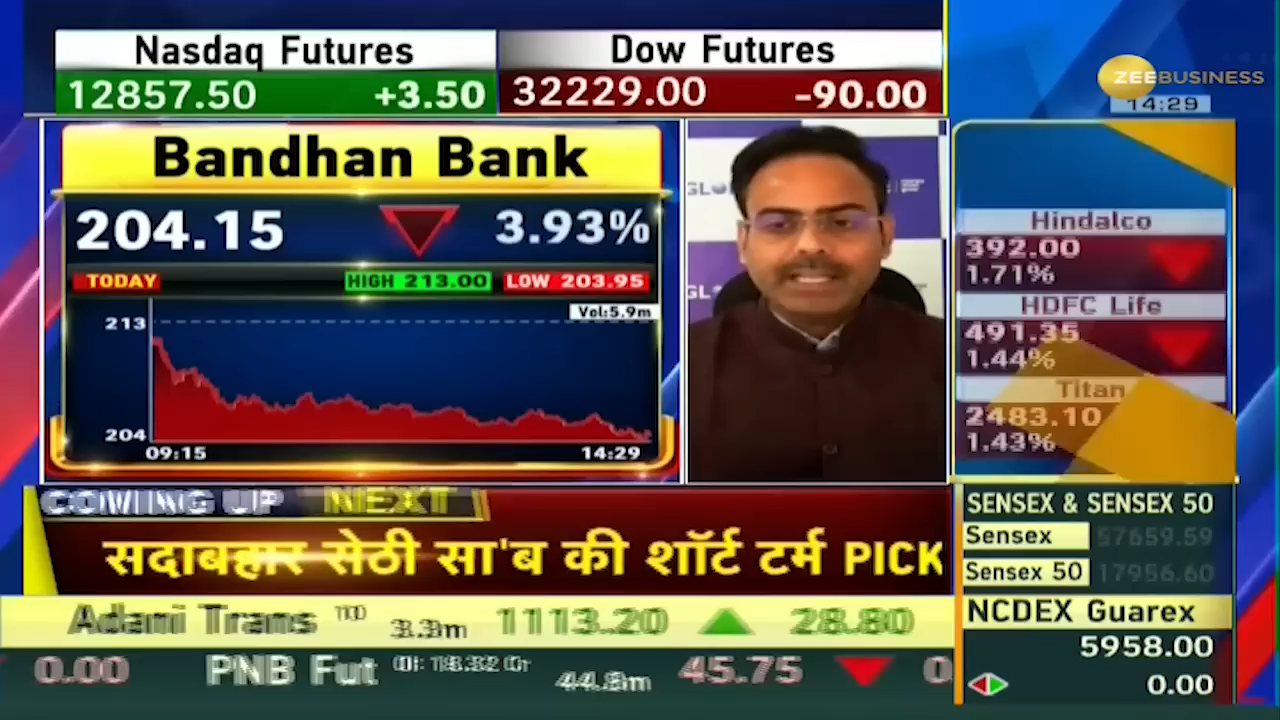 Nasdaq Futures
12857.50 +3.50
Dow Futures
32229.00 -90.00
ZEEBUSINESS
14:29
Bandhan Bank
204.15 3.93%
TODAY HIGH 213.00 LOW 203.95
Vol:5.9m
213
204
09:15 14:29
Hindalco
392.00
1.71%
HDFC Life
491.35
1.44%
Titan
2483.10
1.43%
COMING UP NEXT
सदाबहार सेठी सा'ब की शॉर्ट टर्म PICK
SENSEX & SENSEX 50
Sensex 57659.59
Sensex 50 17956.60
NCDEX Guarex
5958.00
0.00
Adani Trans 3.3m 1113.20 28.80
0.00 PNB Fut 44.8m 45.75 0